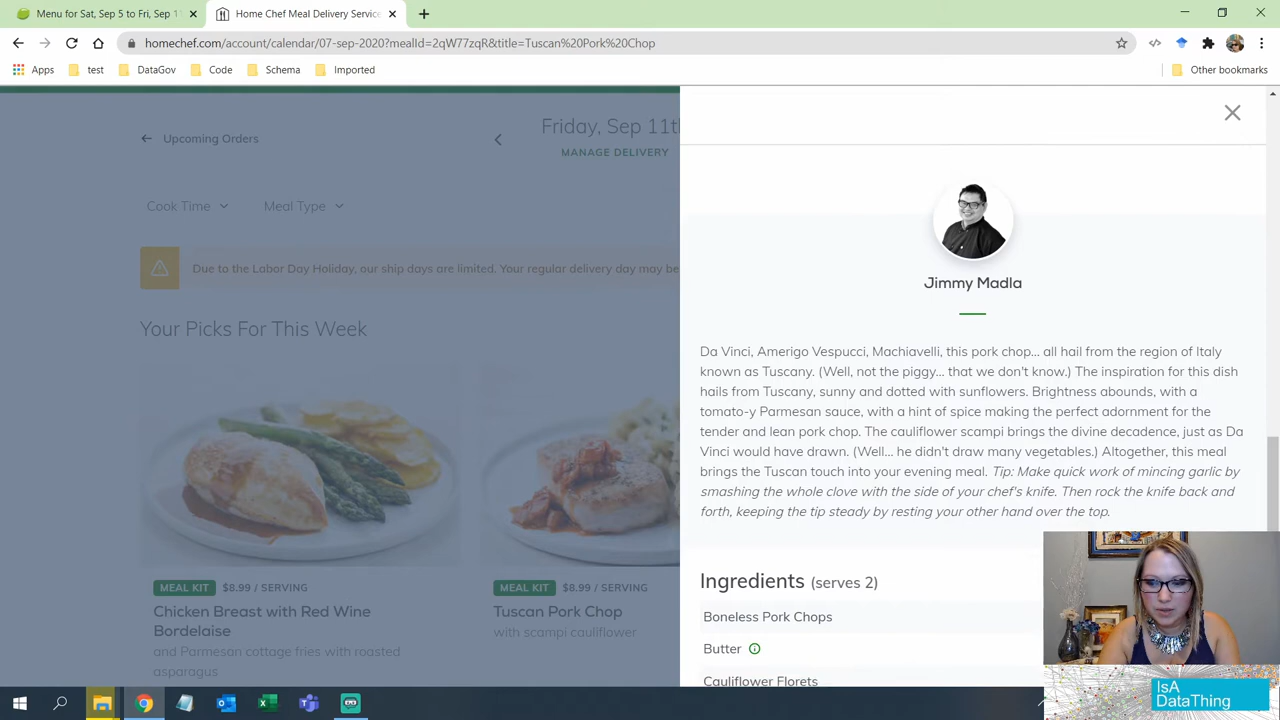 Menu for Sat, Sep 5 to Fri, Sep 1
Home Chef Meal Delivery Service
homechef.com/account/calendar/07-sep-2020?mealId=2qW77zqR&title=Tuscan%20Pork%20Chop
Apps
test
DataGov
Code
Schema
Imported
Other bookmarks
Upcoming Orders
Friday, Sep 11th
MANAGE DELIVERY
Cook Time
Meal Type
Due to the Labor Day Holiday, our ship days are limited. Your regular delivery day may be
Your Picks For This Week
MEAL KIT $8.99 / SERVING
Chicken Breast with Red Wine
Bordelaise
and Parmesan cottage fries with roasted
asparagus
MEAL KIT $8.99 / SERVING
Tuscan Pork Chop
with scampi cauliflower
Jimmy Madla
Da Vinci, Amerigo Vespucci, Machiavelli, this pork chop... all hail from the region of Italy
known as Tuscany. (Well, not the piggy... that we don't know.) The inspiration for this dish
hails from Tuscany, sunny and dotted with sunflowers. Brightness abounds, with a
tomato-y Parmesan sauce, with a hint of spice making the perfect adornment for the
tender and lean pork chop. The cauliflower scampi brings the divine decadence, just as Da
Vinci would have drawn. (Well... he didn't draw many vegetables.) Altogether, this meal
brings the Tuscan touch into your evening meal. Tip: Make quick work of mincing garlic by
smashing the whole clove with the side of your chef's knife. Then rock the knife back and
forth, keeping the tip steady by resting your other hand over the top.
Ingredients (serves 2)
Boneless Pork Chops
Butter
Cauliflower Florets
IsA
DataThing